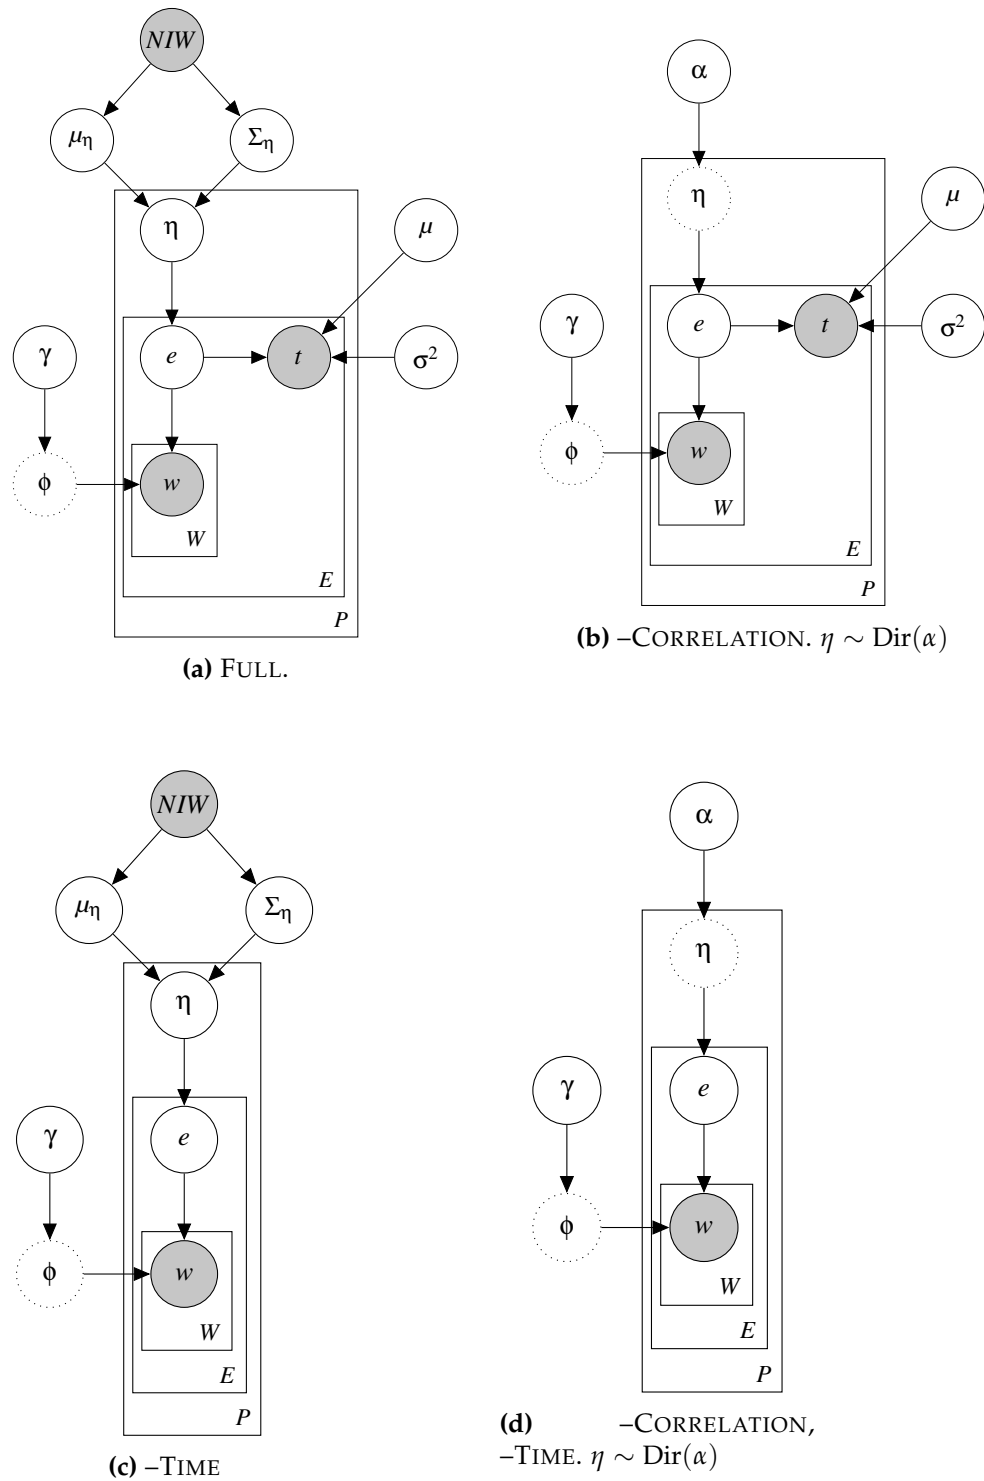 NIW
μη
Ση
η
μ
γ
e
t
σ²
ϕ
w
W
E
P
(a) FULL.
α
η
μ
γ
e
t
σ²
ϕ
w
W
E
P
(b) –CORRELATION. η ∼ Dir(α)
NIW
μη
Ση
η
γ
e
ϕ
w
W
E
P
(c) –TIME
α
η
γ
e
ϕ
w
W
E
P
(d) –CORRELATION,
–TIME. η ∼ Dir(α)